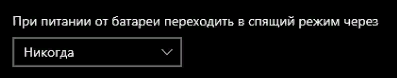 При питании от батареи переходить в спящий режим через
Никогда